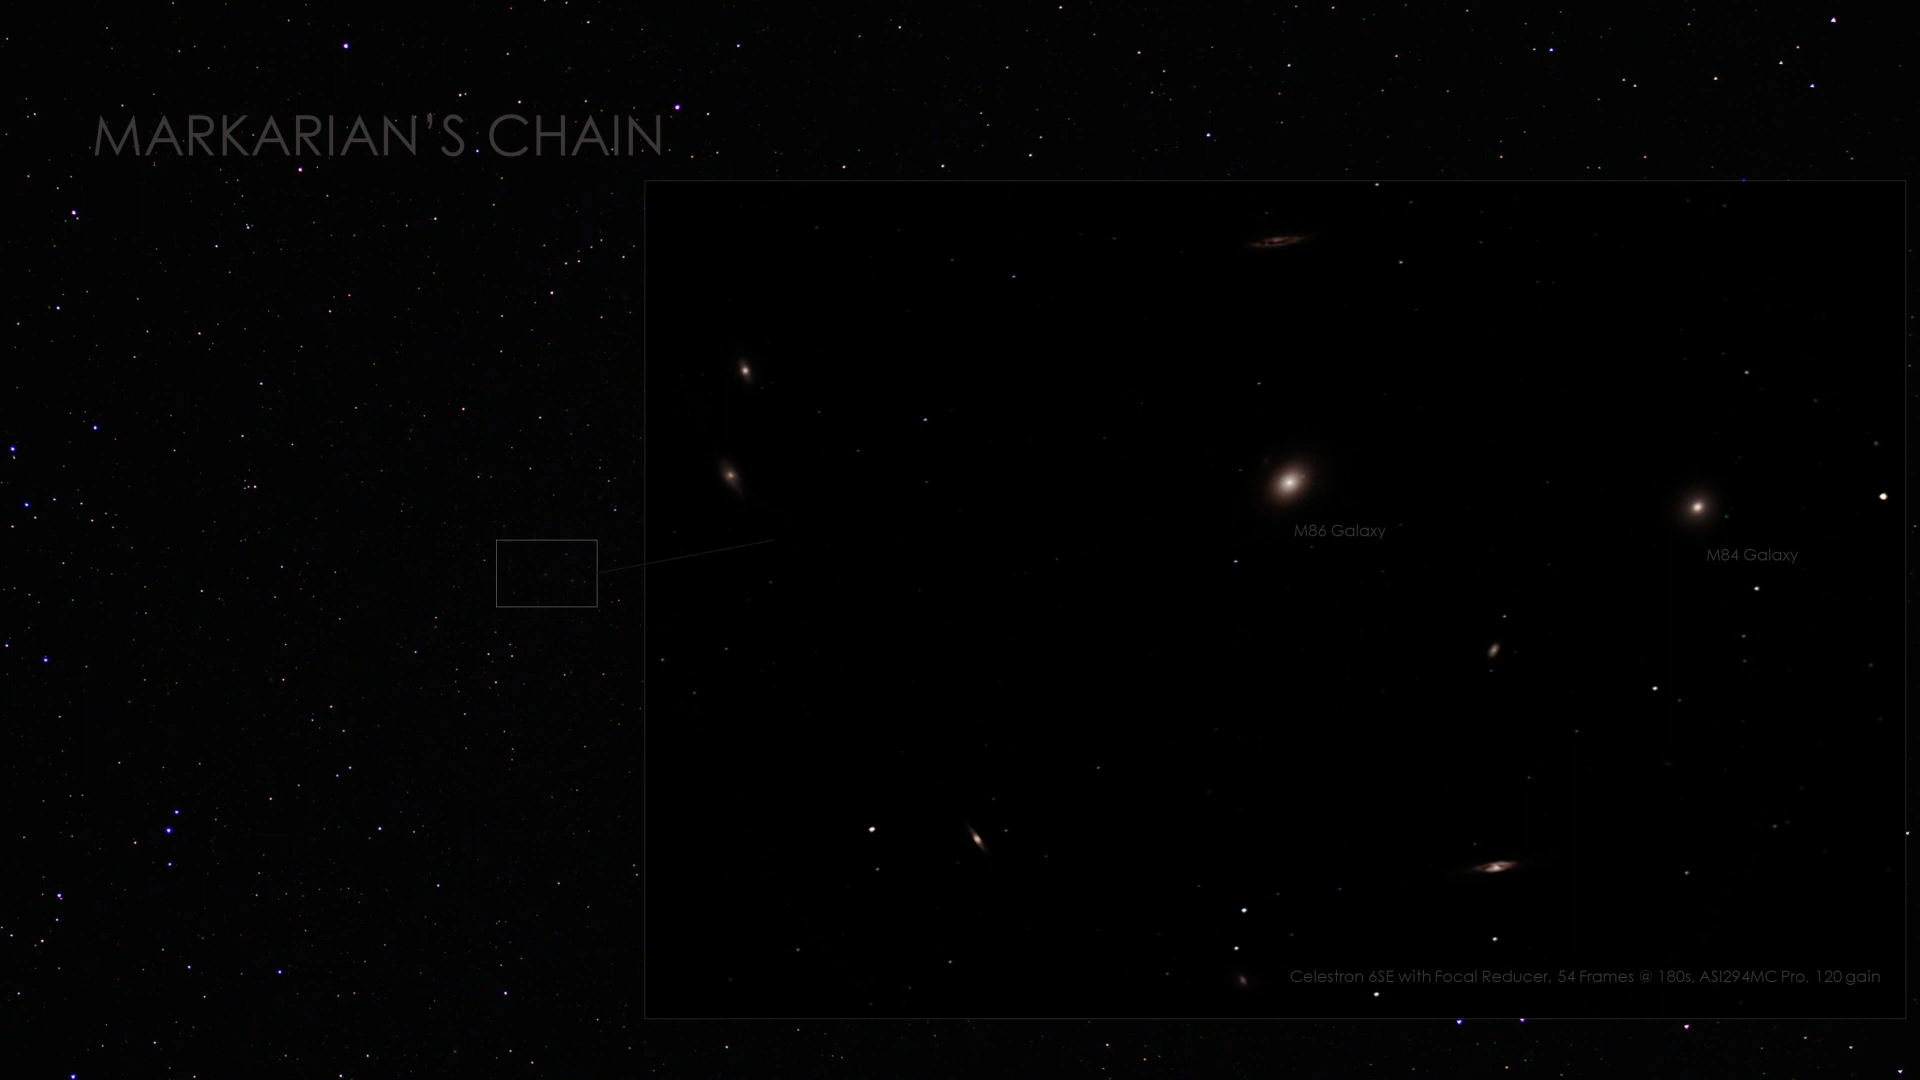 MARKARIAN'S CHAIN
M86 Galaxy
M84 Galaxy
Celestron 6SE with Focal Reducer, 54 Frames @ 180s, ASI294MC Pro, 120 gain